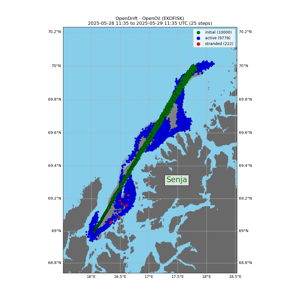 OpenDrift - OpenOil (EKOFISK)
2025-05-28 11:35 to 2025-05-29 11:35 UTC (25 steps)
initial (10000)
active (9778)
stranded (222)
70.2°N 70.2°N
70°N 70°N
69.8°N 69.8°N
69.6°N 69.6°N
69.4°N 69.4°N
Senja
69.2°N 69.2°N
69°N 69°N
68.8°N 68.8°N
16°E 16.5°E 17°E 17.5°E 18°E 18.5°E